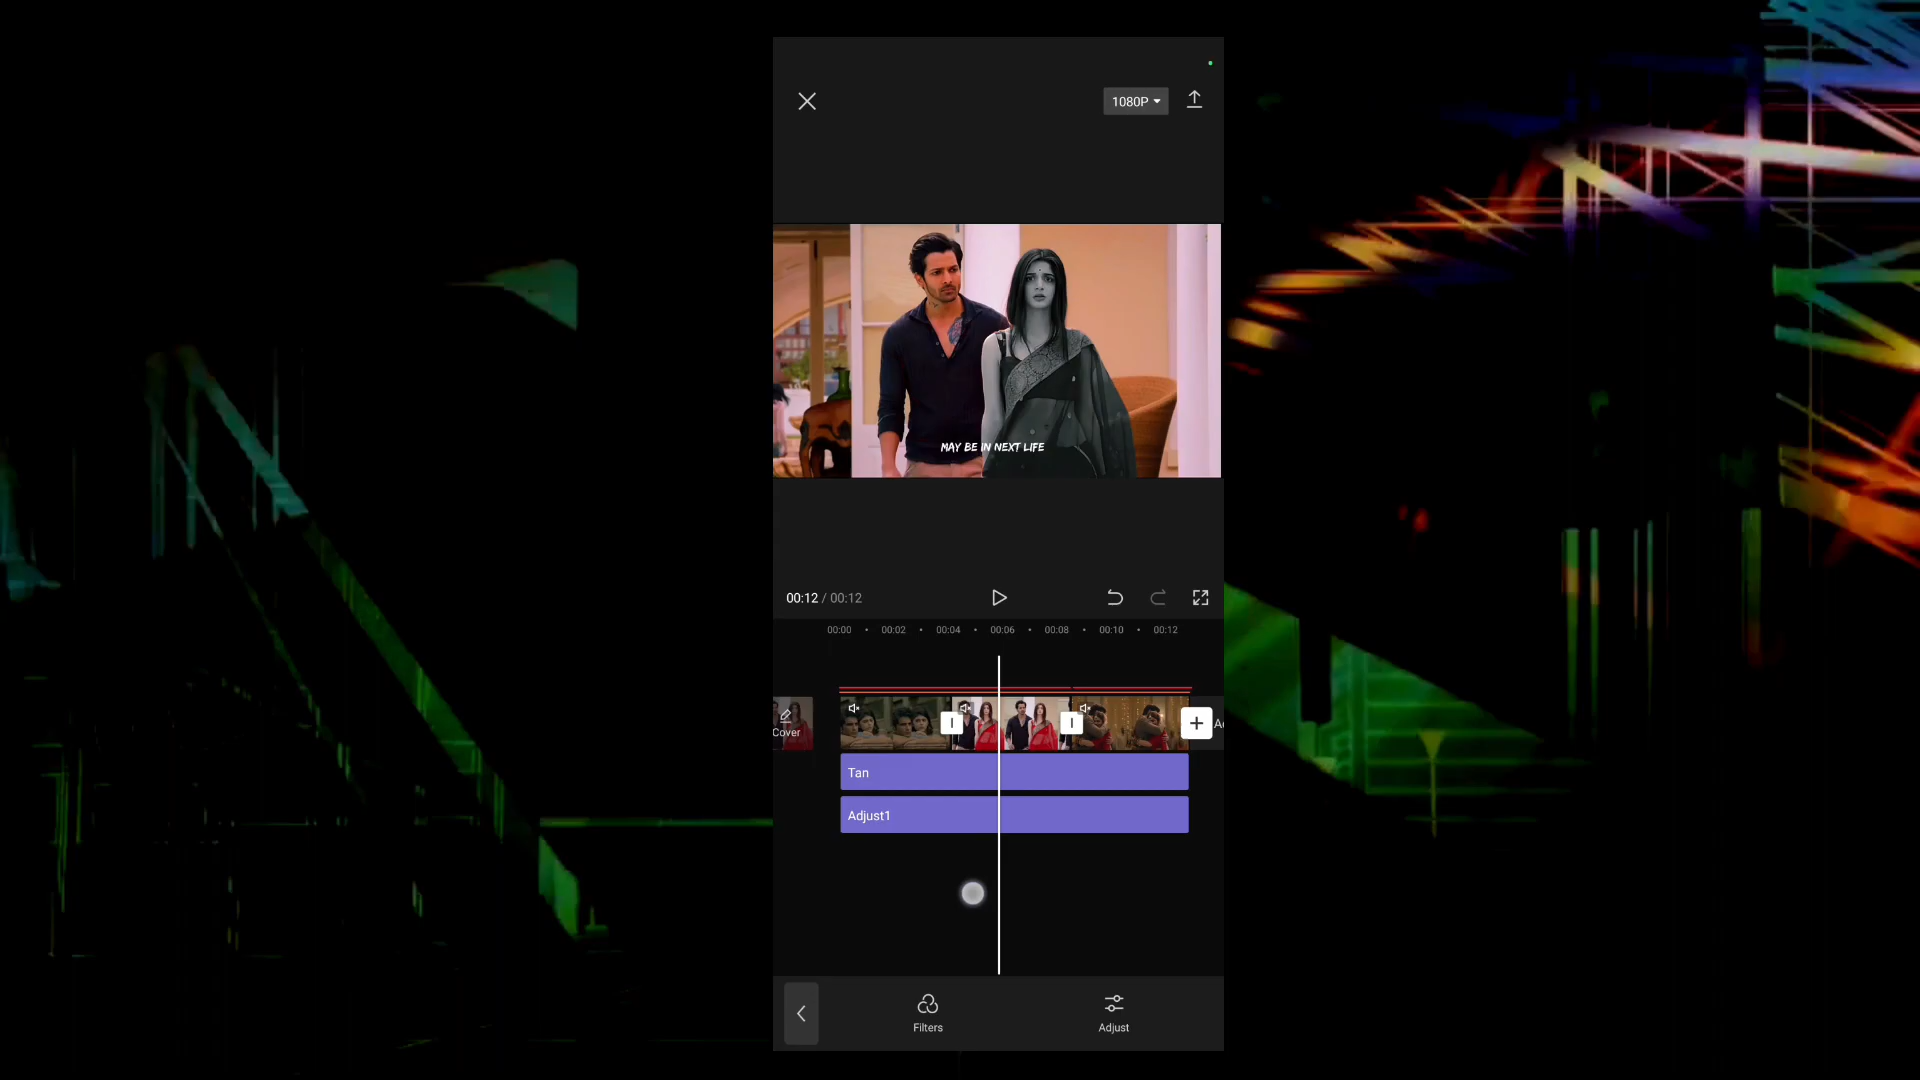 1080P
MAY BE IN NEXT LIFE
00:12 / 00:12
00:00 • 00:02 • 00:04 • 00:06 • 00:08 • 00:10 • 00:12
Cover
Tan
Adjust1
Filters
Adjust